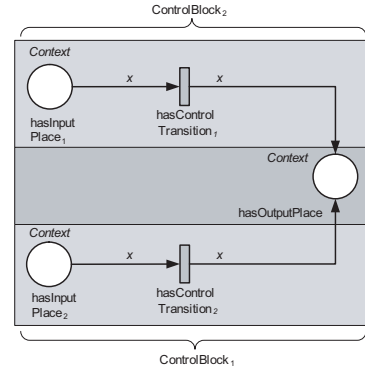 ControlBlock₂
Context
x
x
hasInput
Place₁
hasControl
Transition₁
Context
hasOutputPlace
Context
x
x
hasInput
Place₂
hasControl
Transition₂
ControlBlock₁